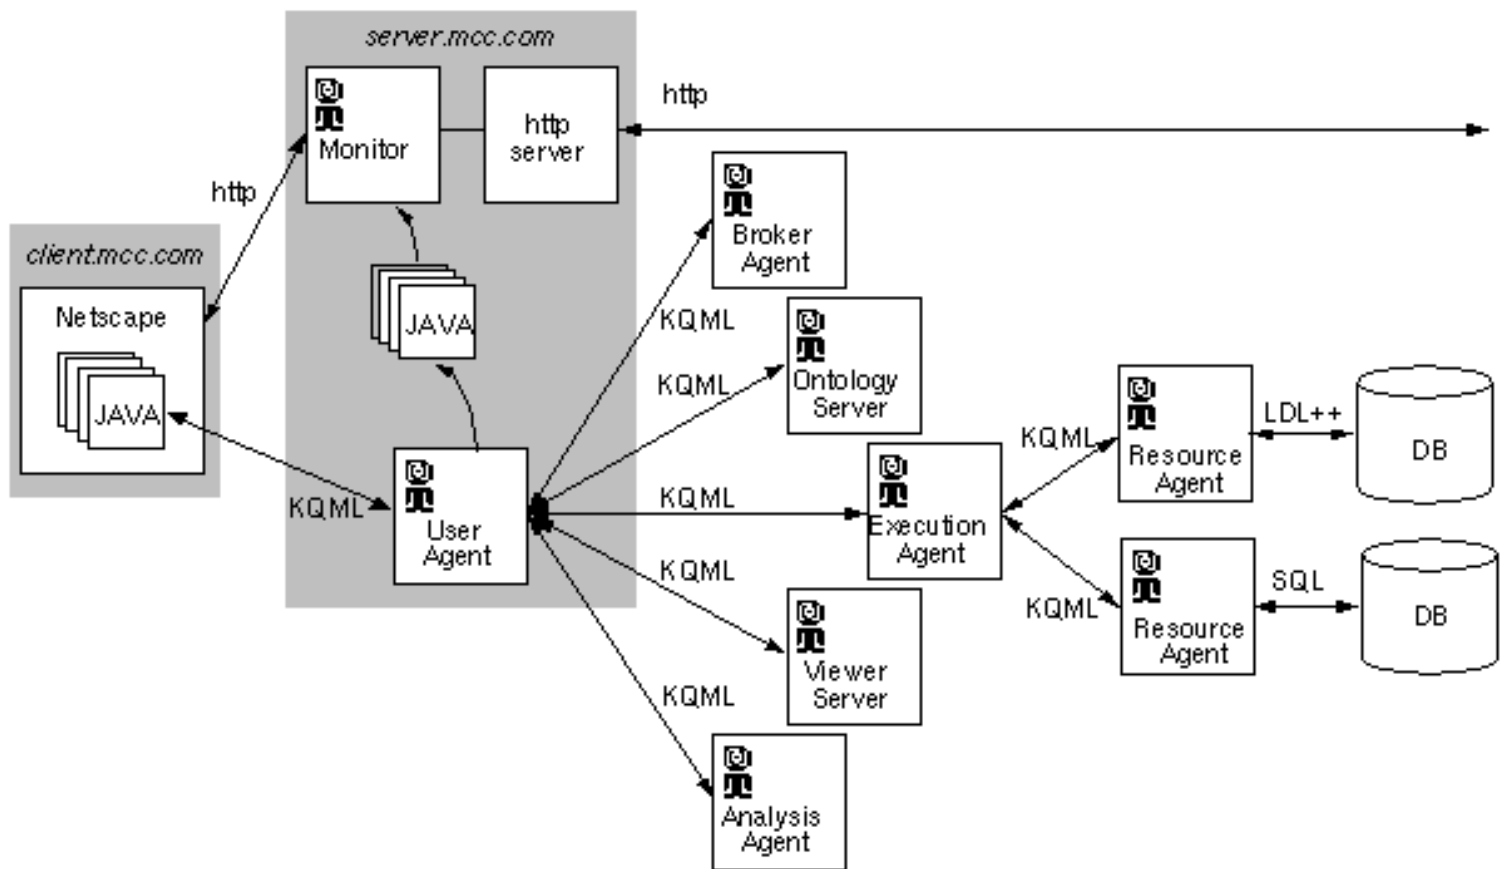 server.mcc.com
http
Monitor
http
server
http
client.mcc.com
Netscape
JAVA
JAVA
KQML
User
Agent
KQML
Broker
Agent
KQML
Ontology
Server
KQML
Execution
Agent
KQML
Viewer
Server
KQML
Analysis
Agent
KQML
Resource
Agent
LDL++
DB
KQML
Resource
Agent
SQL
DB